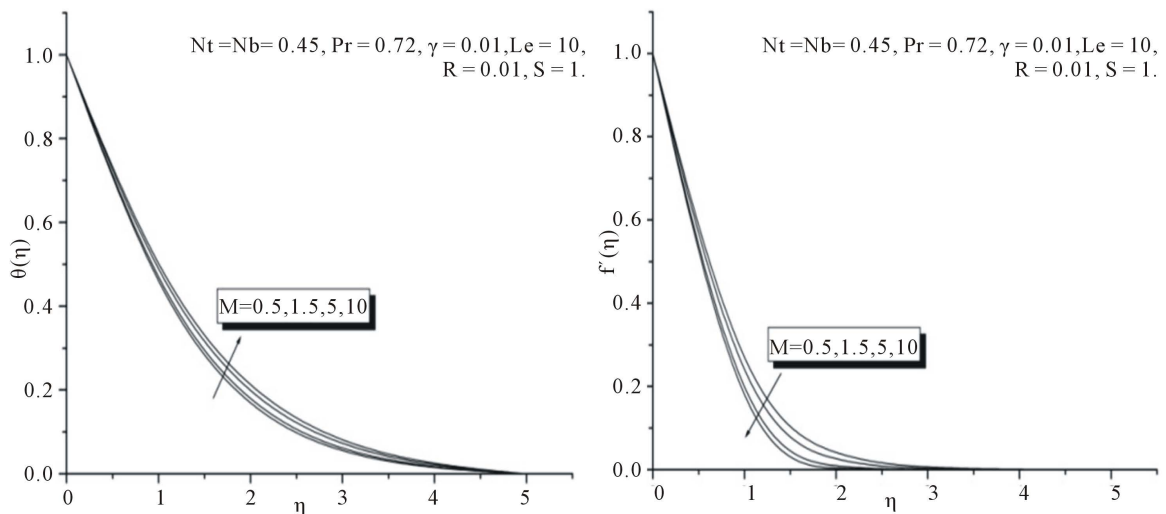 Nt =Nb= 0.45, Pr = 0.72, γ = 0.01,Le = 10,
R = 0.01, S = 1.
1.0
0.8
0.6
0.4
0.2
0.0
θ(η)
M=0.5,1.5,5,10
0 1 2 3 4 5
η
Nt =Nb= 0.45, Pr = 0.72, γ = 0.01,Le = 10,
R = 0.01, S = 1.
1.0
0.8
0.6
0.4
0.2
0.0
f′(η)
M=0.5,1.5,5,10
0 1 2 3 4 5
η